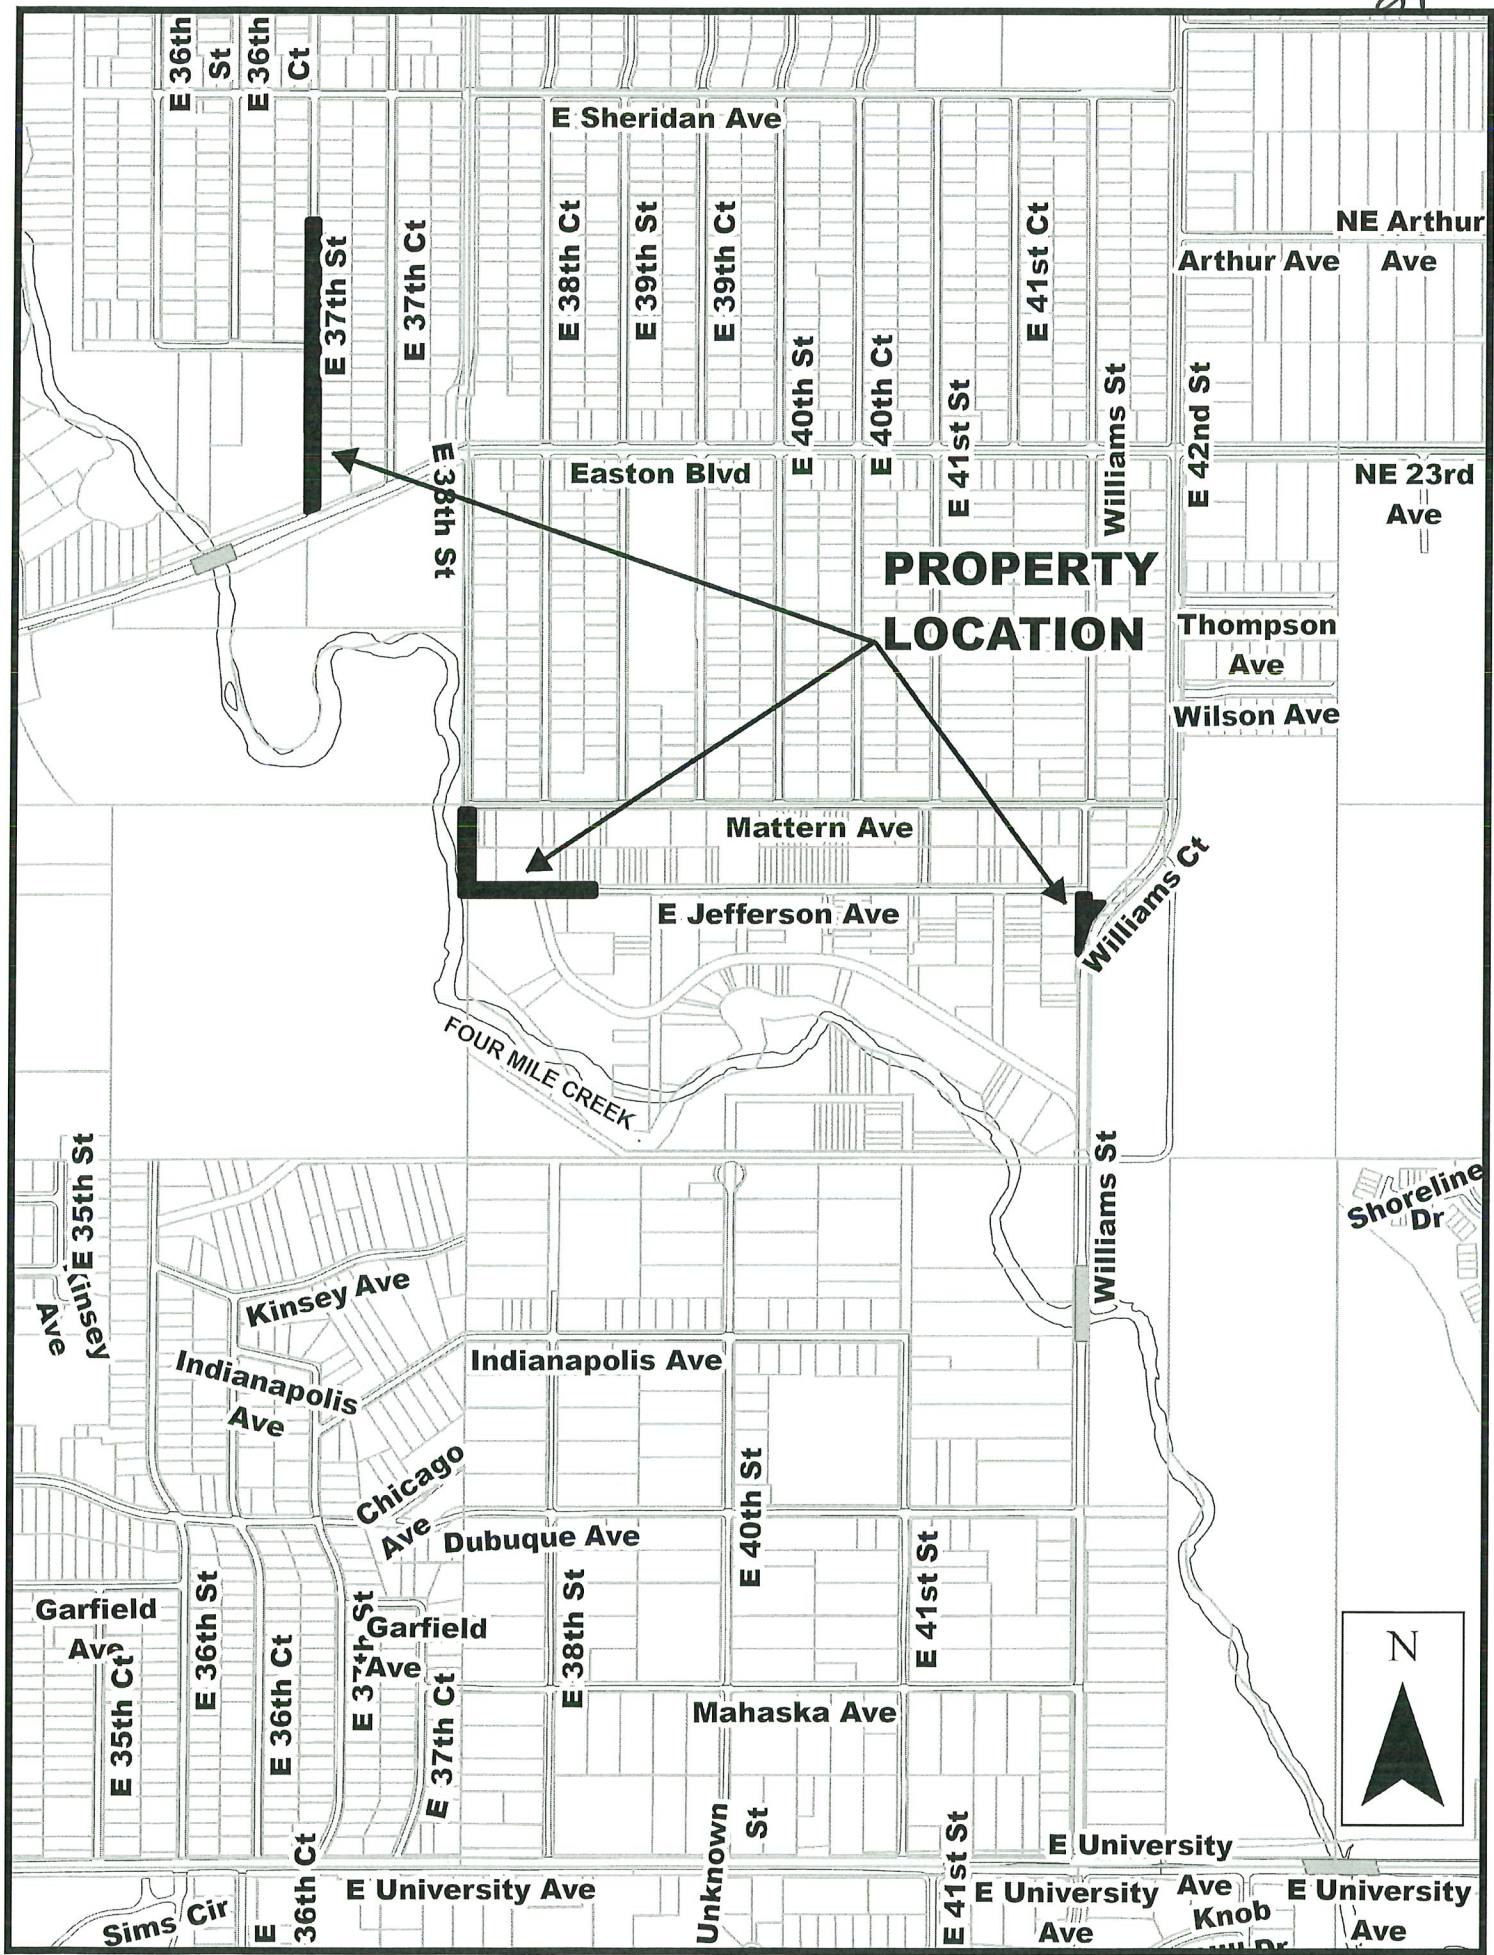 E 36th
St
E 36th
Ct
E Sheridan Ave
E 37th St
E 37th Ct
E 38th Ct
E 39th St
E 39th Ct
E 40th St
E 40th Ct
E 41st St
E 41st Ct
Williams St
E 42nd St
NE Arthur
Ave
Arthur Ave
E 38th St
Easton Blvd
NE 23rd
Ave
PROPERTY
LOCATION
Thompson
Ave
Wilson Ave
Mattern Ave
E Jefferson Ave
Williams Ct
FOUR MILE CREEK
E 35th St
Kinsey
Ave
Kinsey Ave
Williams St
Shoreline
Dr
Indianapolis
Ave
Indianapolis Ave
Chicago
Ave
Dubuque Ave
E 40th St
E 41st St
Garfield
Ave
E 35th Ct
E 36th St
E 36th Ct
E 37th St
Garfield
Ave
E 37th Ct
E 38th St
Mahaska Ave
N
Unknown
St
E 41st St
E University
Ave
E University Ave
E University
Ave
E University
Ave
Sims Cir
E
36th Ct
Knob
Dr